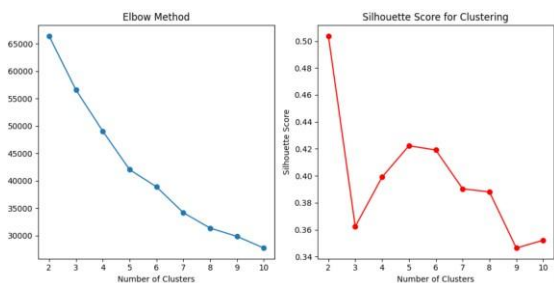 Elbow Method
65000
60000
55000
50000
45000
40000
35000
30000
2 3 4 5 6 7 8 9 10
Number of Clusters
Silhouette Score for Clustering
Silhouette Score
0.50
0.48
0.46
0.44
0.42
0.40
0.38
0.36
0.34
2 3 4 5 6 7 8 9 10
Number of Clusters